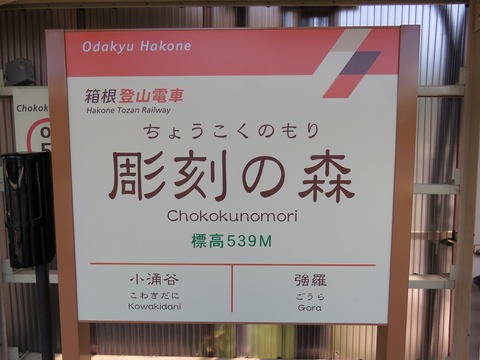 Odakyu Hakone
箱根登山電車
Hakone Tozan Railway
ちょうこくのもり
彫刻の森
Chokokunomori
標高539M
小涌谷
こわきだに
Kowakidani
強羅
ごうら
Gora
Chokok